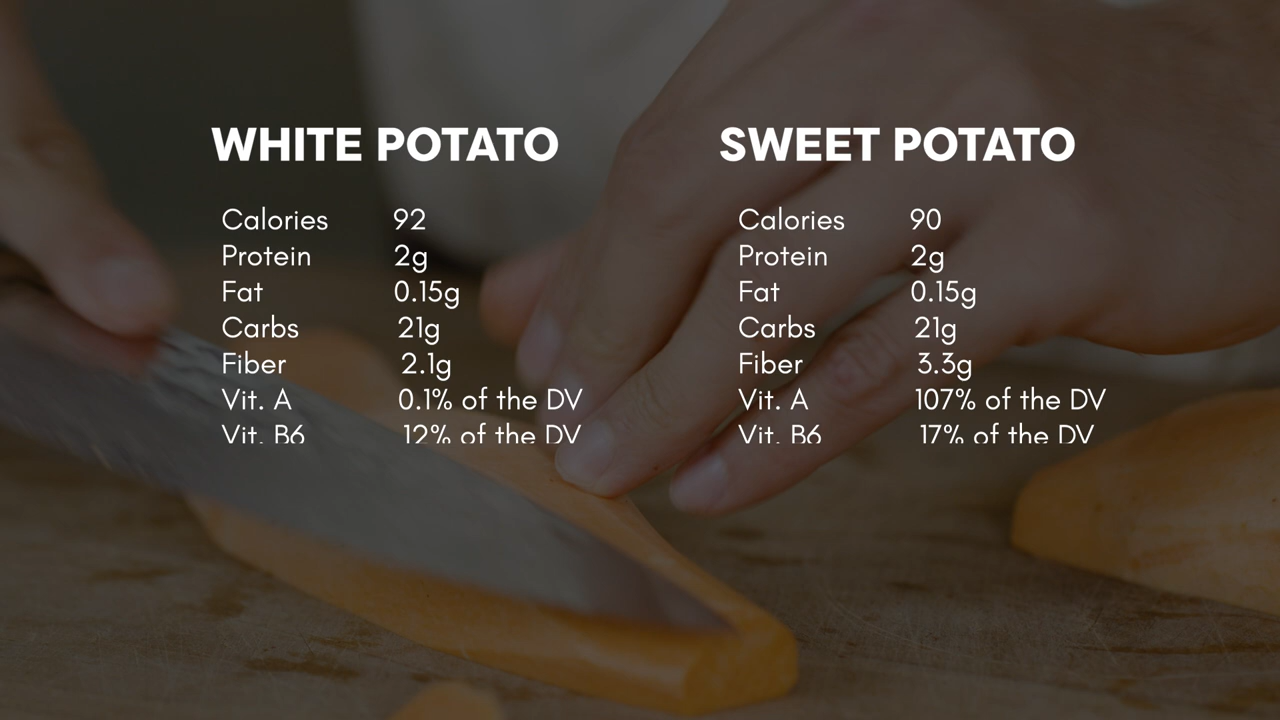 WHITE POTATO
Calories 92
Protein 2g
Fat 0.15g
Carbs 21g
Fiber 2.1g
Vit. A 0.1% of the DV
Vit. B6 12% of the DV
SWEET POTATO
Calories 90
Protein 2g
Fat 0.15g
Carbs 21g
Fiber 3.3g
Vit. A 107% of the DV
Vit. B6 17% of the DV